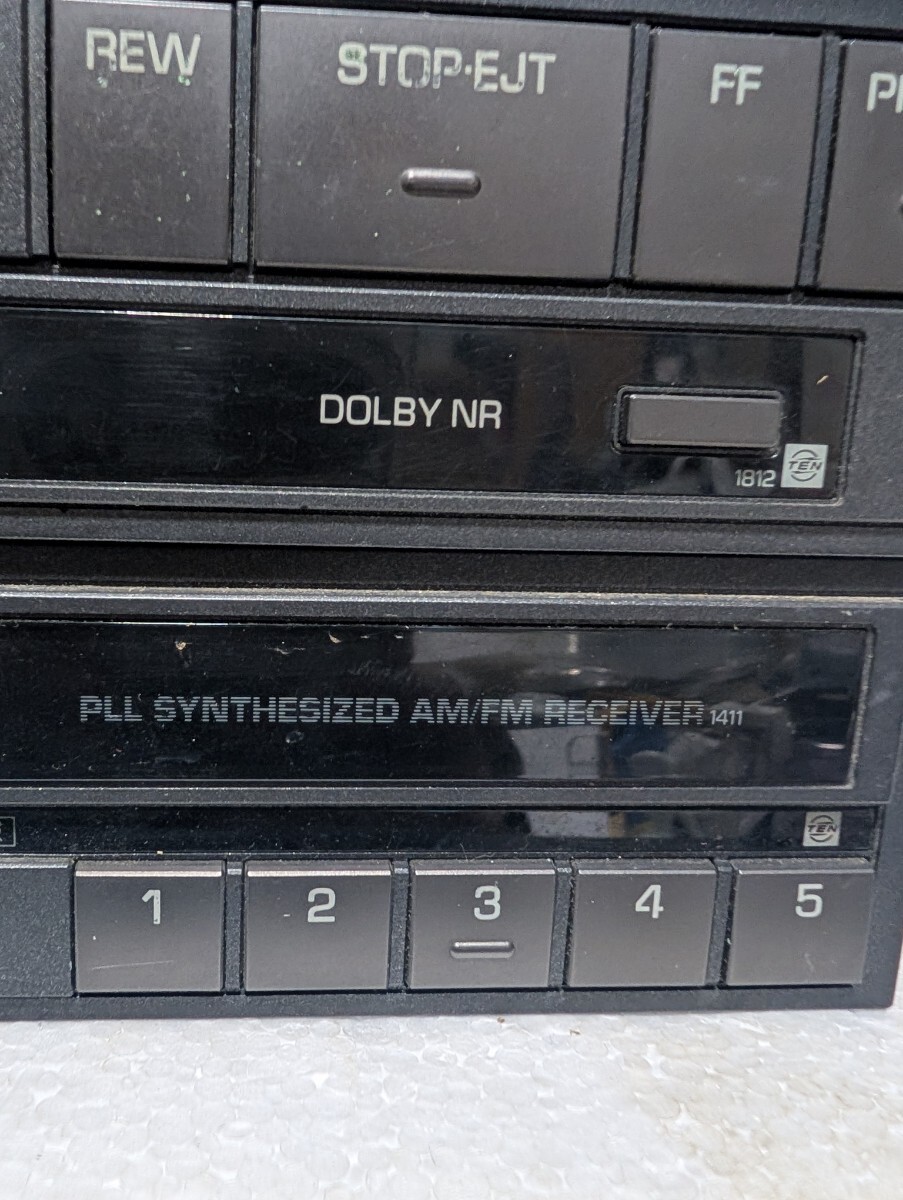 REW STOP·EJT FF
DOLBY NR
1812 TEN
PLL SYNTHESIZED AM/FM RECEIVER 1411
TEN
1 2 3 4 5